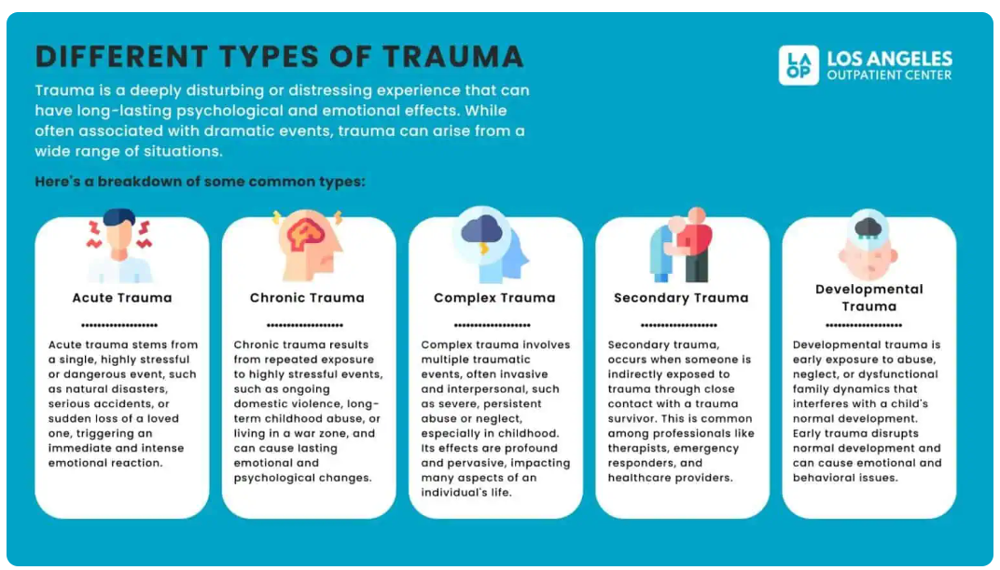 DIFFERENT TYPES OF TRAUMA
LA
OP
LOS ANGELES
OUTPATIENT CENTER
Trauma is a deeply disturbing or distressing experience that can
have long-lasting psychological and emotional effects. While
often associated with dramatic events, trauma can arise from a
wide range of situations.
Here's a breakdown of some common types:
Acute Trauma
Acute trauma stems from
a single, highly stressful
or dangerous event, such
as natural disasters,
serious accidents, or
sudden loss of a loved
one, triggering an
immediate and intense
emotional reaction.
Chronic Trauma
Chronic trauma results
from repeated exposure
to highly stressful events,
such as ongoing
domestic violence, long-
term childhood abuse, or
living in a war zone, and
can cause lasting
emotional and
psychological changes.
Complex Trauma
Complex trauma involves
multiple traumatic
events, often invasive
and interpersonal, such
as severe, persistent
abuse or neglect,
especially in childhood.
Its effects are profound
and pervasive, impacting
many aspects of an
individual's life.
Secondary Trauma
Secondary trauma,
occurs when someone is
indirectly exposed to
trauma through close
contact with a trauma
survivor. This is common
among professionals like
therapists, emergency
responders, and
healthcare providers.
Developmental
Trauma
Developmental trauma is
early exposure to abuse,
neglect, or dysfunctional
family dynamics that
interferes with a child's
normal development.
Early trauma disrupts
normal development and
can cause emotional and
behavioral issues.